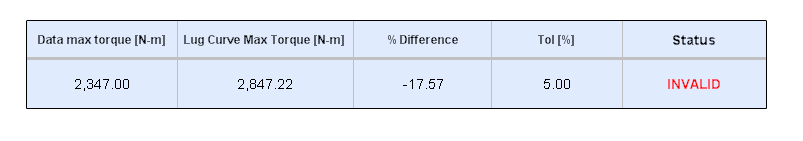 Data max torque [N-m] Lug Curve Max Torque [N-m] % Difference Tol [%] Status
2,347.00 2,847.22 -17.57 5.00 INVALID